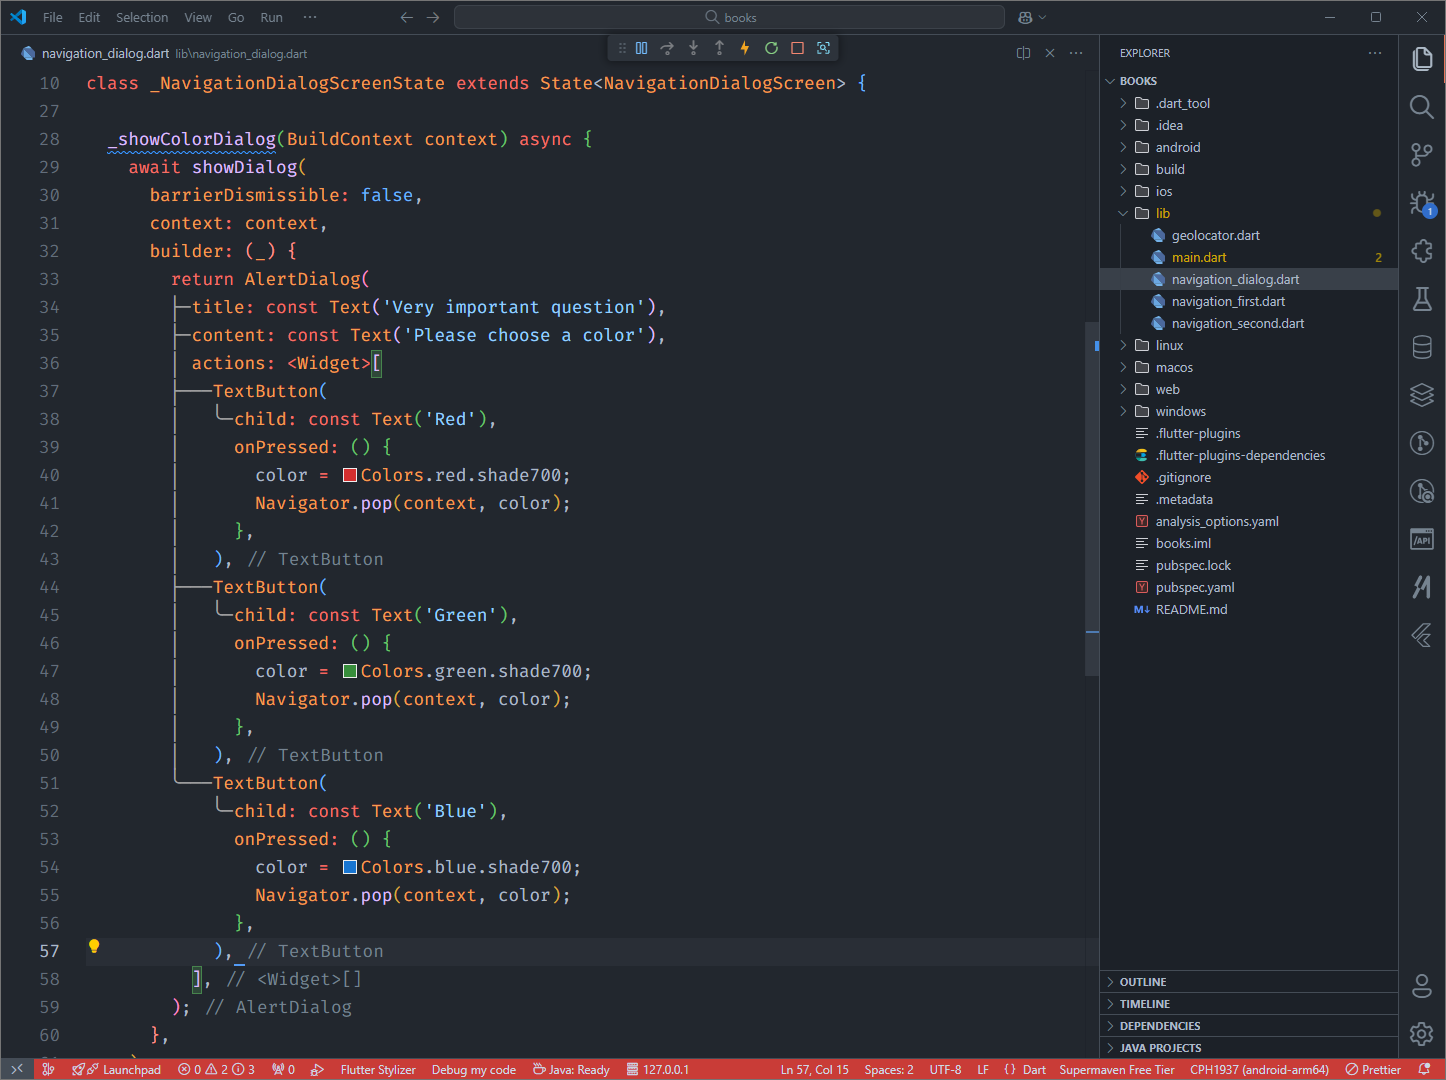 File Edit Selection View Go Run ··· books
navigation_dialog.dart lib\navigation_dialog.dart
10 class _NavigationDialogScreenState extends State<NavigationDialogScreen> {
27
28 _showColorDialog(BuildContext context) async {
29 await showDialog(
30 barrierDismissible: false,
31 context: context,
32 builder: (_) {
33 return AlertDialog(
34 title: const Text('Very important question'),
35 content: const Text('Please choose a color'),
36 actions: <Widget>[
37 TextButton(
38 child: const Text('Red'),
39 onPressed: () {
40 color = Colors.red.shade700;
41 Navigator.pop(context, color);
42 },
43 ), // TextButton
44 TextButton(
45 child: const Text('Green'),
46 onPressed: () {
47 color = Colors.green.shade700;
48 Navigator.pop(context, color);
49 },
50 ), // TextButton
51 TextButton(
52 child: const Text('Blue'),
53 onPressed: () {
54 color = Colors.blue.shade700;
55 Navigator.pop(context, color);
56 },
57 ), // TextButton
58 ], // <Widget>[]
59 ); // AlertDialog
60 },
EXPLORER
BOOKS
.dart_tool
.idea
android
build
ios
lib
geolocator.dart
main.dart 2
navigation_dialog.dart
navigation_first.dart
navigation_second.dart
linux
macos
web
windows
.flutter-plugins
.flutter-plugins-dependencies
.gitignore
.metadata
Y analysis_options.yaml
books.iml
pubspec.lock
Y pubspec.yaml
M↓ README.md
OUTLINE
TIMELINE
DEPENDENCIES
JAVA PROJECTS
1
/API
Launchpad 0 2 3 0 Flutter Stylizer Debug my code Java: Ready 127.0.0.1 Ln 57, Col 15 Spaces: 2 UTF-8 LF { } Dart Supermaven Free Tier CPH1937 (android-arm64) Prettier